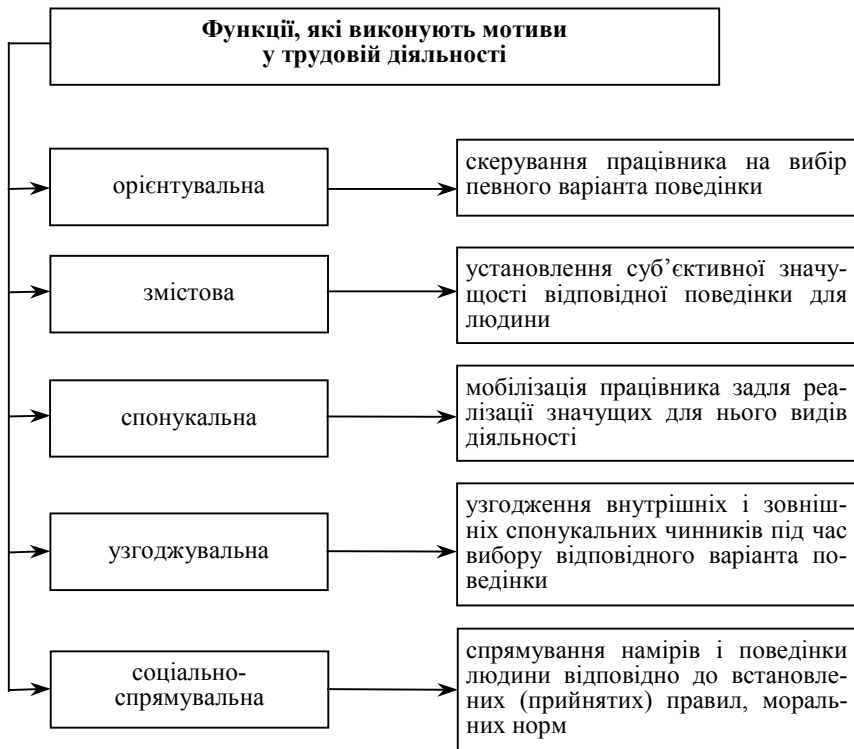 Функції, які виконують мотиви
у трудовій діяльності
орієнтувальна
скерування працівника на вибір
певного варіанта поведінки
змістова
установлення суб’єктивної значу-
щості відповідної поведінки для
людини
спонукальна
мобілізація працівника задля реа-
лізації значущих для нього видів
діяльності
узгоджувальна
узгодження внутрішніх і зовніш-
ніх спонукальних чинників під час
вибору відповідного варіанта по-
ведінки
соціально-
спрямувальна
спрямування намірів і поведінки
людини відповідно до встановле-
них (прийнятих) правил, мораль-
них норм